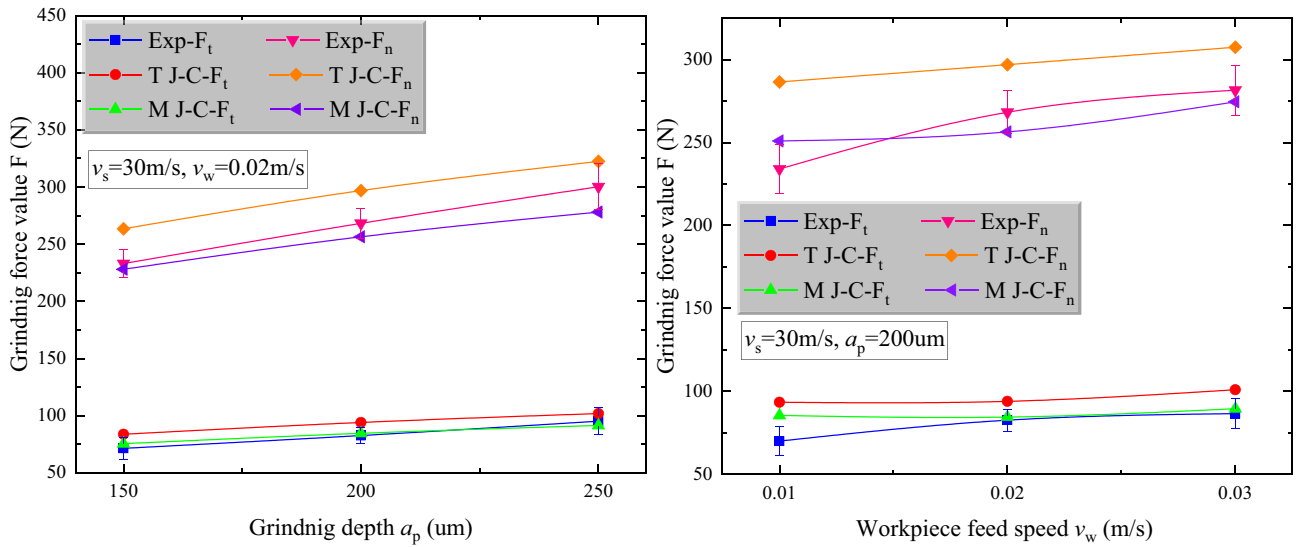 Grindnig force value F (N)
450
400
350
300
250
200
150
100
50
Exp-Ft Exp-Fn
T J-C-Ft T J-C-Fn
M J-C-Ft M J-C-Fn
vs=30m/s, vw=0.02m/s
150 200 250
Grindnig depth ap (um)
Grindnig force value F (N)
300
250
200
150
100
50
Exp-Ft Exp-Fn
T J-C-Ft T J-C-Fn
M J-C-Ft M J-C-Fn
vs=30m/s, ap=200um
0.01 0.02 0.03
Workpiece feed speed vw (m/s)